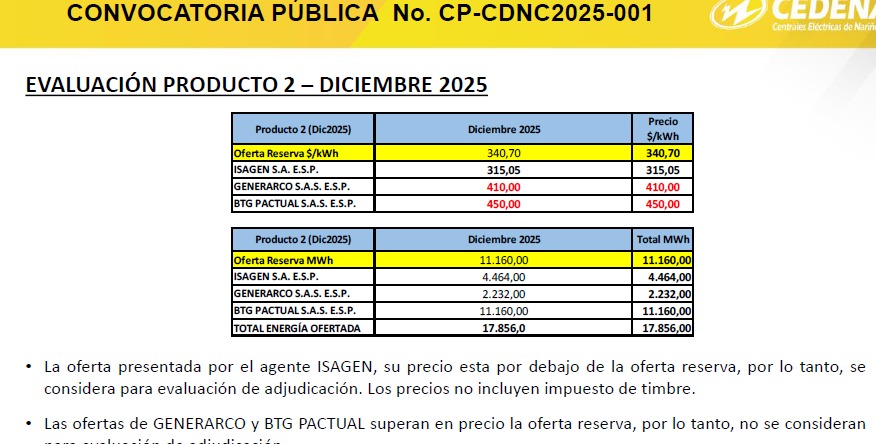 CONVOCATORIA PÚBLICA No. CP-CDNC2025-001
CEDENA
Centrales Eléctricas de Nariñ
EVALUACIÓN PRODUCTO 2 – DICIEMBRE 2025
Producto 2 (Dic2025) Diciembre 2025 Precio $/kWh
Oferta Reserva $/kWh 340,70 340,70
ISAGEN S.A. E.S.P. 315,05 315,05
GENERARCO S.A.S. E.S.P. 410,00 410,00
BTG PACTUAL S.A.S. E.S.P. 450,00 450,00
Producto 2 (Dic2025) Diciembre 2025 Total MWh
Oferta Reserva MWh 11.160,00 11.160,00
ISAGEN S.A. E.S.P. 4.464,00 4.464,00
GENERARCO S.A.S. E.S.P. 2.232,00 2.232,00
BTG PACTUAL S.A.S. E.S.P. 11.160,00 11.160,00
TOTAL ENERGÍA OFERTADA 17.856,0 17.856,00
• La oferta presentada por el agente ISAGEN, su precio esta por debajo de la oferta reserva, por lo tanto, se
considera para evaluación de adjudicación. Los precios no incluyen impuesto de timbre.
• Las ofertas de GENERARCO y BTG PACTUAL superan en precio la oferta reserva, por lo tanto, no se consideran